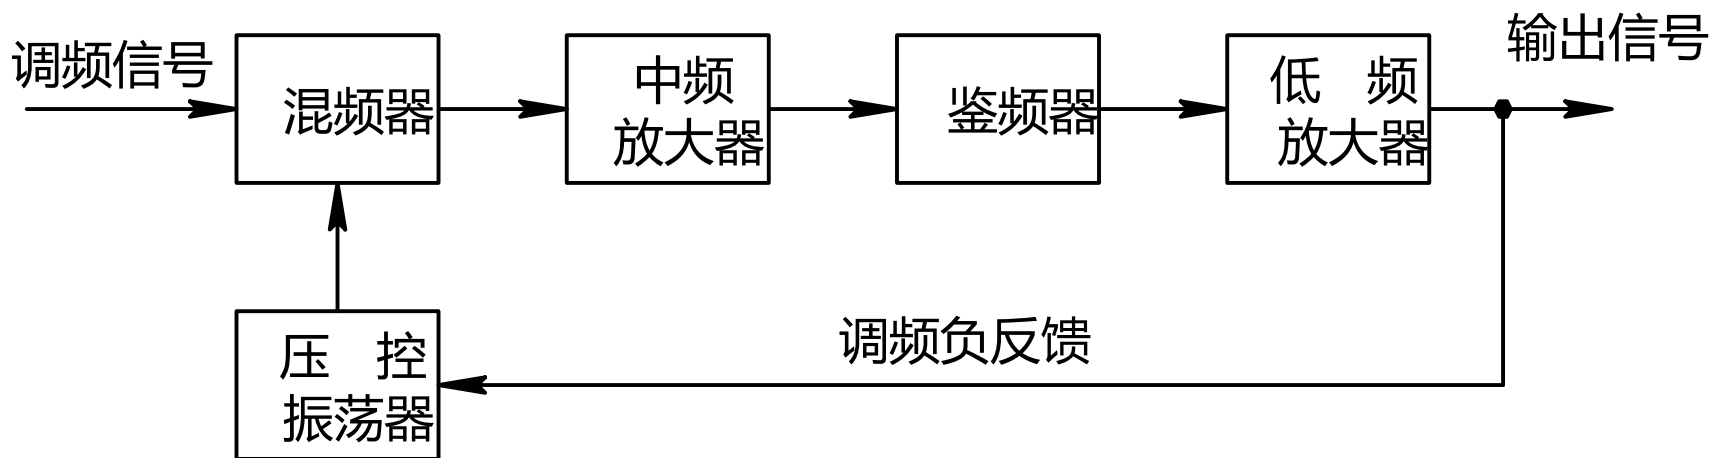 调频信号
混频器
中频
放大器
鉴频器
低 频
放大器
输出信号
调频负反馈
压 控
振荡器